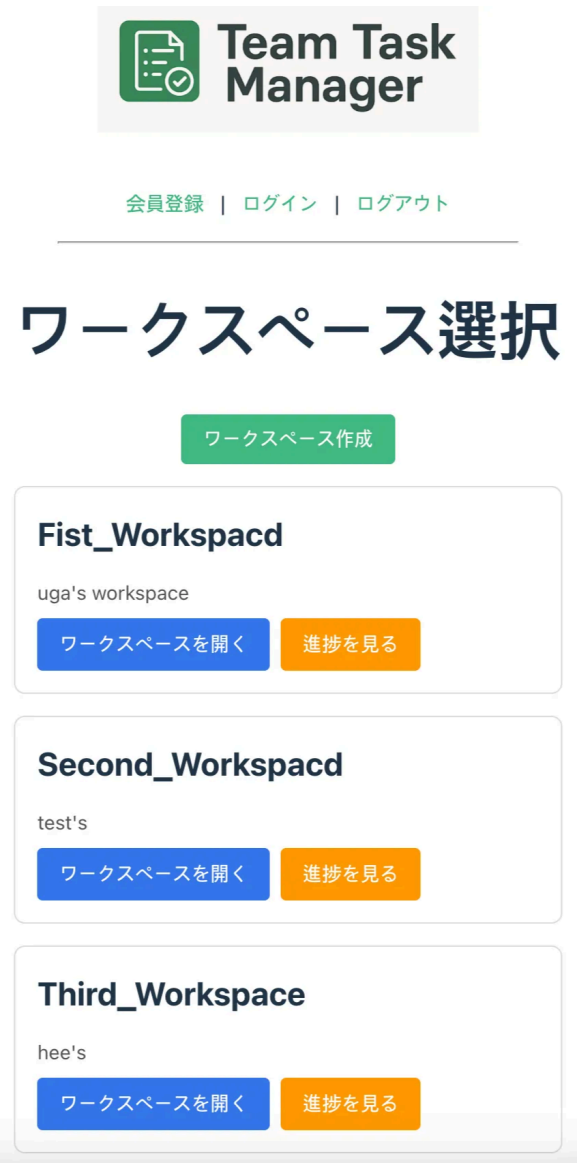 Team Task
Manager
会員登録 | ログイン | ログアウト
ワークスペース選択
ワークスペース作成
Fist_Workspacd
uga's workspace
ワークスペースを開く 進捗を見る
Second_Workspacd
test's
ワークスペースを開く 進捗を見る
Third_Workspace
hee's
ワークスペースを開く 進捗を見る